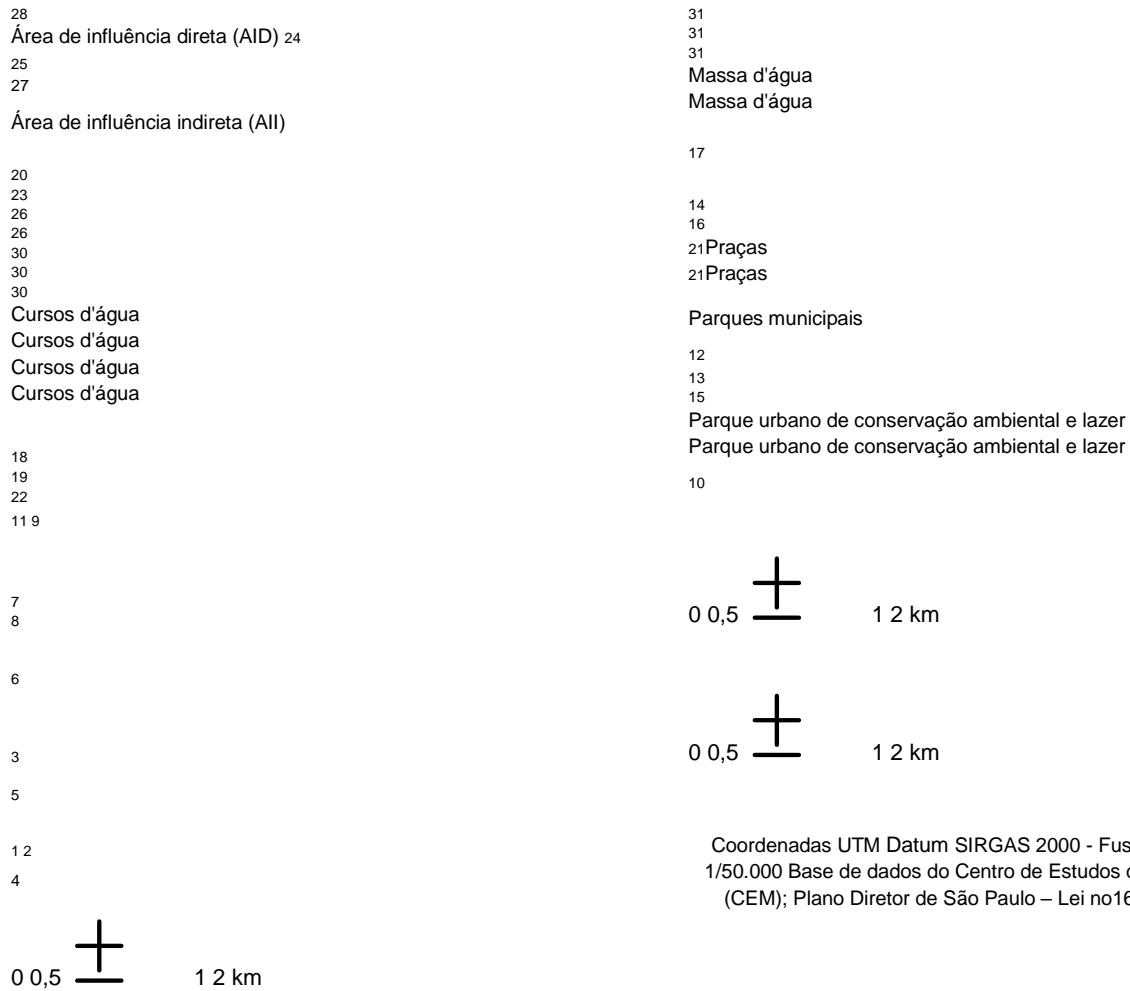 28
Área de influência direta (AID) 24
25
27
Área de influência indireta (AII)
20
23
26
26
30
30
30
Cursos d'água
Cursos d'água
Cursos d'água
Cursos d'água
18
19
22
11 9
7
8
6
3
5
1 2
4
0 0,5 1 2 km
31
31
31
Massa d'água
Massa d'água
17
14
16
21Praças
21Praças
Parques municipais
12
13
15
Parque urbano de conservação ambiental e lazer
Parque urbano de conservação ambiental e lazer
10
0 0,5 1 2 km
0 0,5 1 2 km
Coordenadas UTM Datum SIRGAS 2000 - Fus
1/50.000 Base de dados do Centro de Estudos
(CEM); Plano Diretor de São Paulo – Lei no16